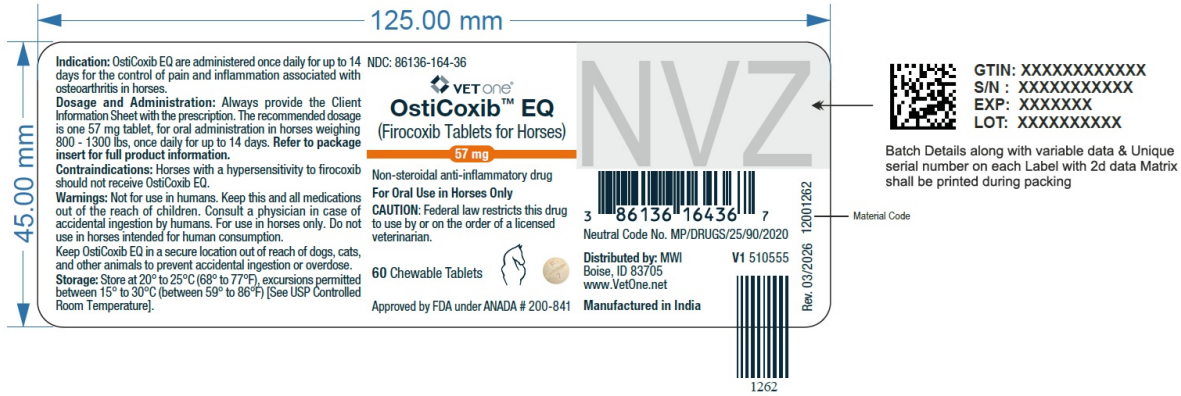 125.00 mm
45.00 mm
Indication: OstiCoxib EQ are administered once daily for up to 14
days for the control of pain and inflammation associated with
osteoarthritis in horses.
Dosage and Administration: Always provide the Client
Information Sheet with the prescription. The recommended dosage
is one 57 mg tablet, for oral administration in horses weighing
800 - 1300 lbs, once daily for up to 14 days. Refer to package
insert for full product information.
Contraindications: Horses with a hypersensitivity to firocoxib
should not receive OstiCoxib EQ.
Warnings: Not for use in humans. Keep this and all medications
out of the reach of children. Consult a physician in case of
accidental ingestion by humans. For use in horses only. Do not
use in horses intended for human consumption.
Keep OstiCoxib EQ in a secure location out of reach of dogs, cats,
and other animals to prevent accidental ingestion or overdose.
Storage: Store at 20° to 25°C (68° to 77°F), excursions permitted
between 15° to 30°C (between 59° to 86°F) [See USP Controlled
Room Temperature].
NDC: 86136-164-36
VET one®
OstiCoxib™ EQ
(Firocoxib Tablets for Horses)
57 mg
Non-steroidal anti-inflammatory drug
For Oral Use in Horses Only
CAUTION: Federal law restricts this drug
to use by or on the order of a licensed
veterinarian.
60 Chewable Tablets
Approved by FDA under ANADA # 200-841
NVZ
3 86136 16436 7
Neutral Code No. MP/DRUGS/25/90/2020
Distributed by: MWI
Boise, ID 83705
www.VetOne.net
Manufactured in India
V1 510555
1262
Rev. 03/2026 12001262
Material Code
GTIN: XXXXXXXXXXXX
S/N : XXXXXXXXXXX
EXP: XXXXXXX
LOT: XXXXXXXXXX
Batch Details along with variable data & Unique
serial number on each Label with 2d data Matrix
shall be printed during packing